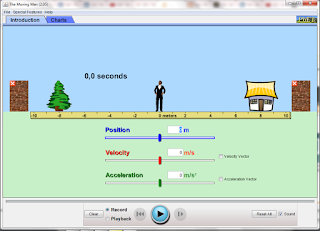 The Moving Man (2.05)
File Special Features Help
Introduction Charts
0,0 seconds
-10 -8 -6 -4 -2 0 meters 2 4 6 8 10
Position m
Velocity 0 m/s Velocity Vector
Acceleration 0 m/s² Acceleration Vector
Clear Record Playback Reset All Sound